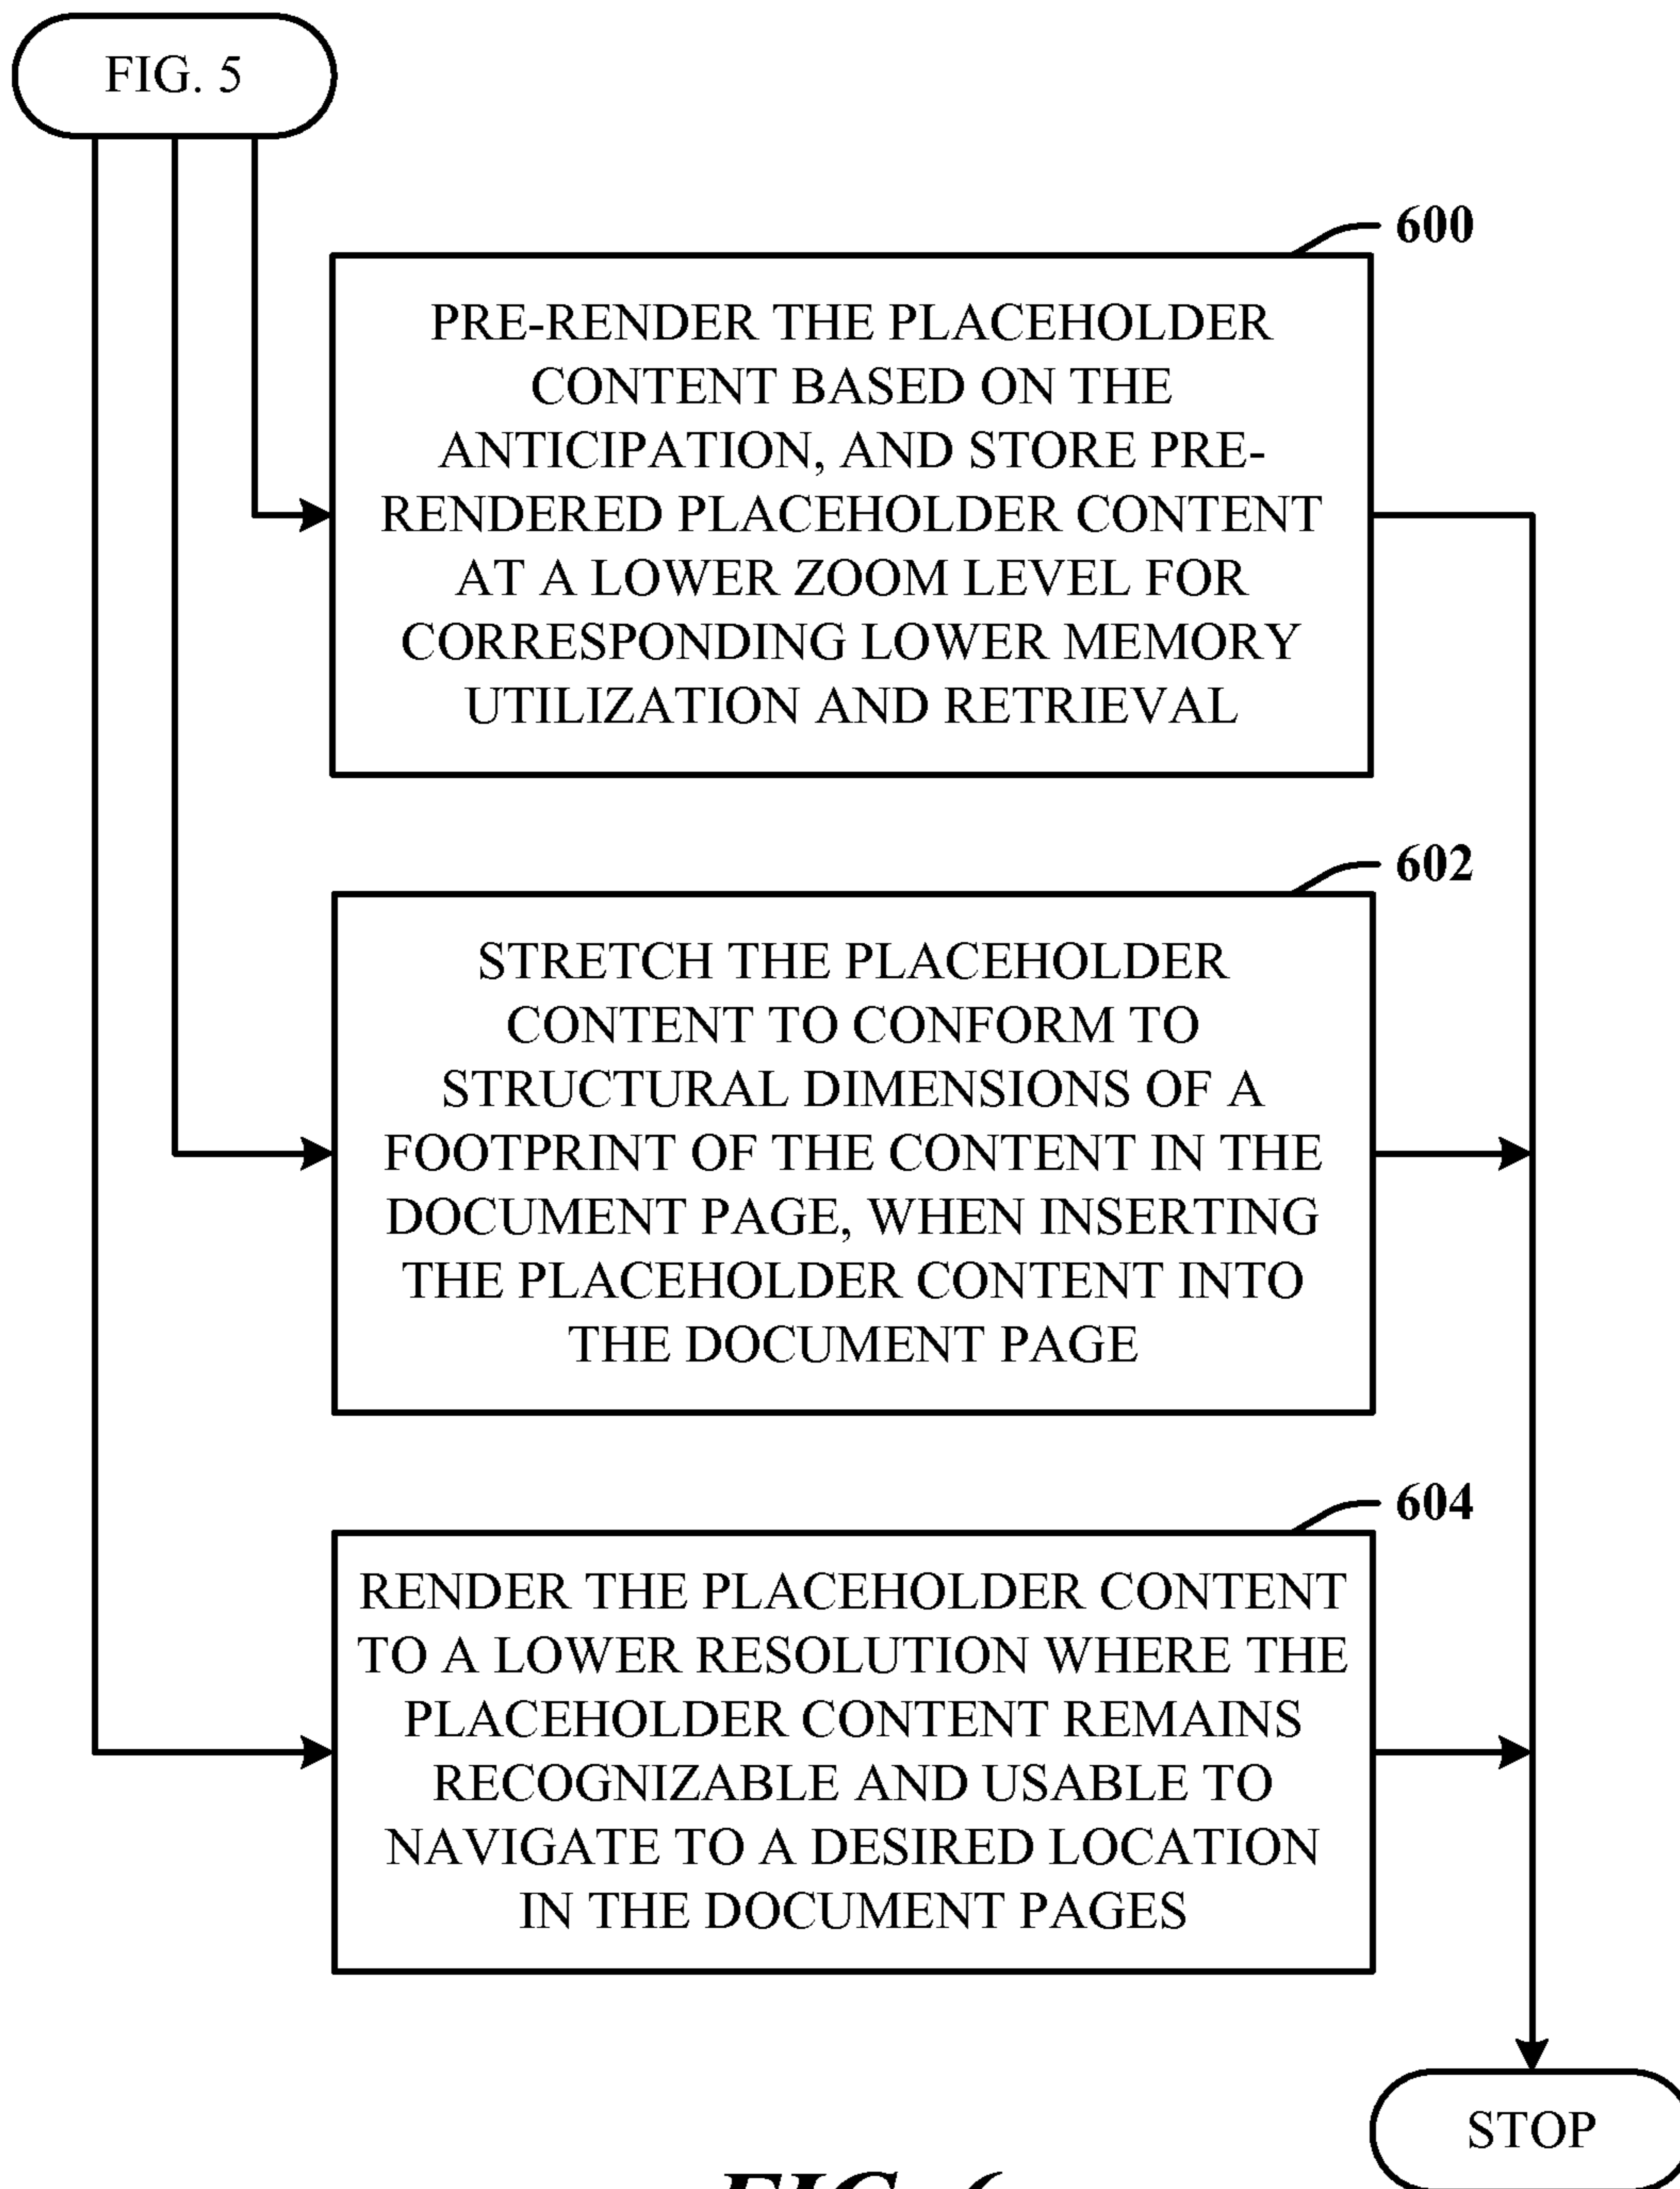 FIG. 5
600
PRE-RENDER THE PLACEHOLDER
CONTENT BASED ON THE
ANTICIPATION, AND STORE PRE-
RENDERED PLACEHOLDER CONTENT
AT A LOWER ZOOM LEVEL FOR
CORRESPONDING LOWER MEMORY
UTILIZATION AND RETRIEVAL
602
STRETCH THE PLACEHOLDER
CONTENT TO CONFORM TO
STRUCTURAL DIMENSIONS OF A
FOOTPRINT OF THE CONTENT IN THE
DOCUMENT PAGE, WHEN INSERTING
THE PLACEHOLDER CONTENT INTO
THE DOCUMENT PAGE
604
RENDER THE PLACEHOLDER CONTENT
TO A LOWER RESOLUTION WHERE THE
PLACEHOLDER CONTENT REMAINS
RECOGNIZABLE AND USABLE TO
NAVIGATE TO A DESIRED LOCATION
IN THE DOCUMENT PAGES
STOP
FIG. 6